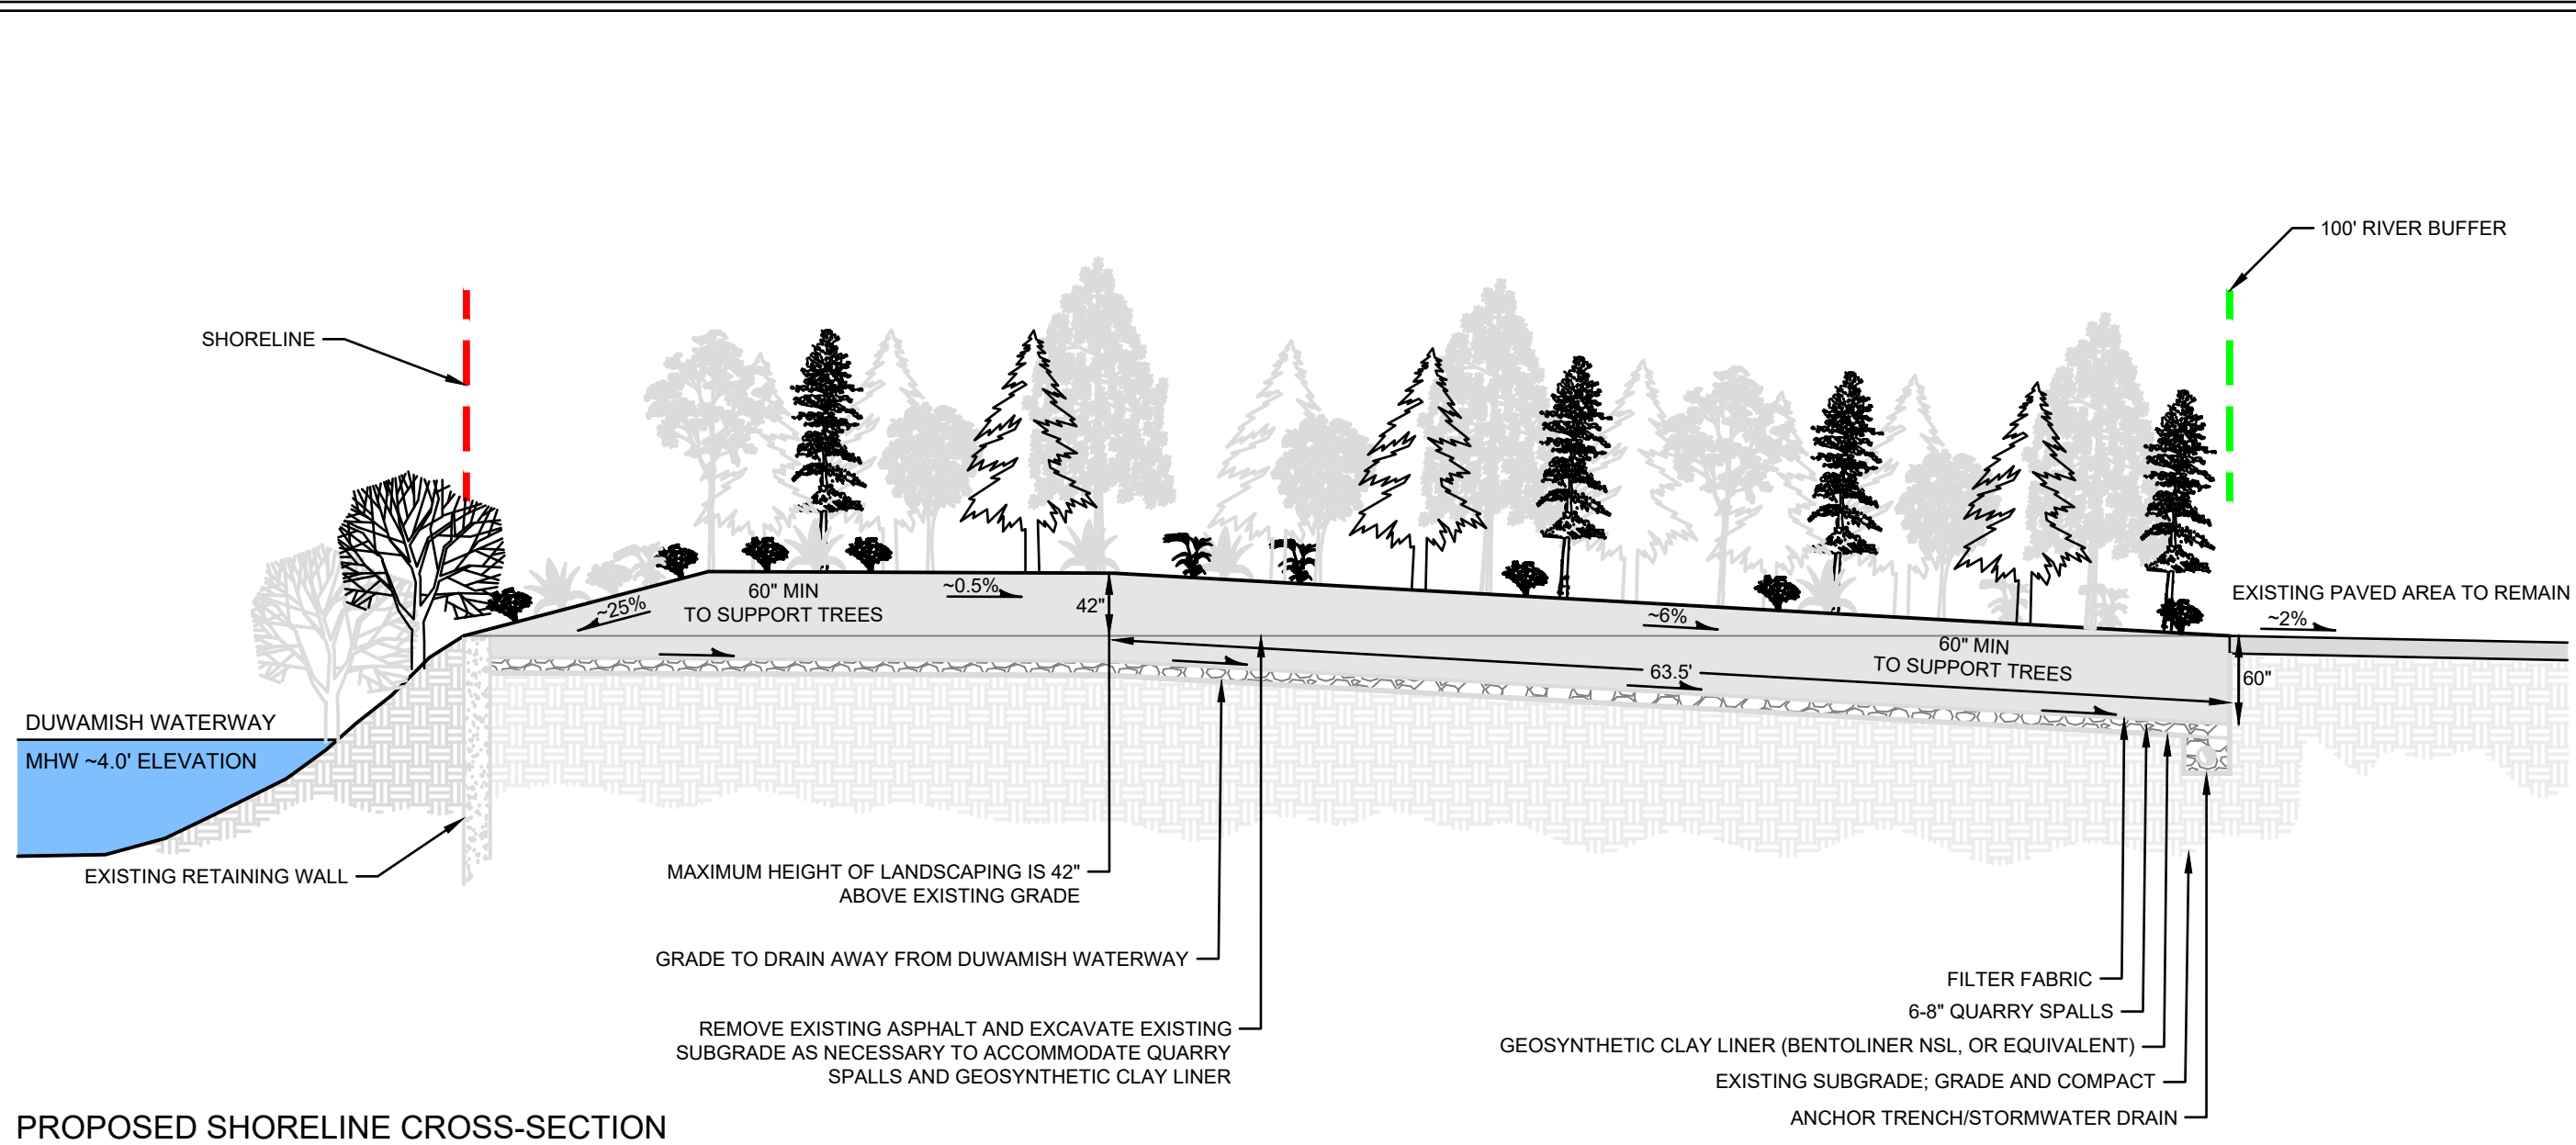 100' RIVER BUFFER
SHORELINE
EXISTING PAVED AREA TO REMAIN
~25%
60" MIN
TO SUPPORT TREES
~0.5%
42"
~6%
~2%
60" MIN
TO SUPPORT TREES
63.5'
60"
DUWAMISH WATERWAY
MHW ~4.0' ELEVATION
EXISTING RETAINING WALL
MAXIMUM HEIGHT OF LANDSCAPING IS 42"
ABOVE EXISTING GRADE
GRADE TO DRAIN AWAY FROM DUWAMISH WATERWAY
REMOVE EXISTING ASPHALT AND EXCAVATE EXISTING
SUBGRADE AS NECESSARY TO ACCOMMODATE QUARRY
SPALLS AND GEOSYNTHETIC CLAY LINER
FILTER FABRIC
6-8" QUARRY SPALLS
GEOSYNTHETIC CLAY LINER (BENTOLINER NSL, OR EQUIVALENT)
EXISTING SUBGRADE; GRADE AND COMPACT
ANCHOR TRENCH/STORMWATER DRAIN
PROPOSED SHORELINE CROSS-SECTION